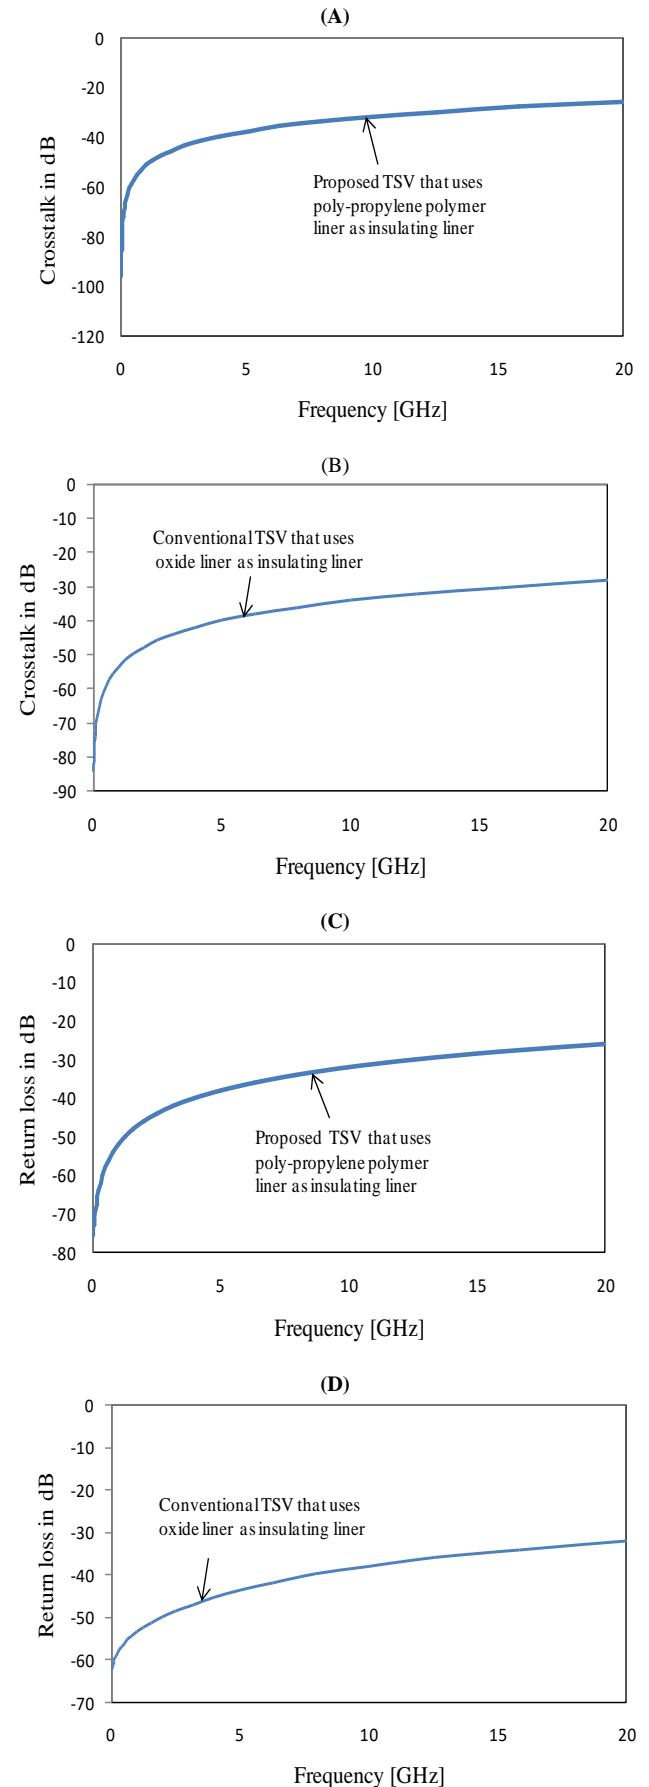 (A)
0
-20
-40
-60
-80
-100
-120
Crosstalk in dB
Proposed TSV that uses
poly-propylene polymer
liner as insulating liner
0 5 10 15 20
Frequency [GHz]
(B)
0
-10
-20
-30
-40
-50
-60
-70
-80
-90
Crosstalk in dB
Conventional TSV that uses
oxide liner as insulating liner
0 5 10 15 20
Frequency [GHz]
(C)
0
-10
-20
-30
-40
-50
-60
-70
-80
Return loss in dB
Proposed TSV that uses
poly-propylene polymer
liner as insulating liner
0 5 10 15 20
Frequency [GHz]
(D)
0
-10
-20
-30
-40
-50
-60
-70
Return loss in dB
Conventional TSV that uses
oxide liner as insulating liner
0 5 10 15 20
Frequency [GHz]